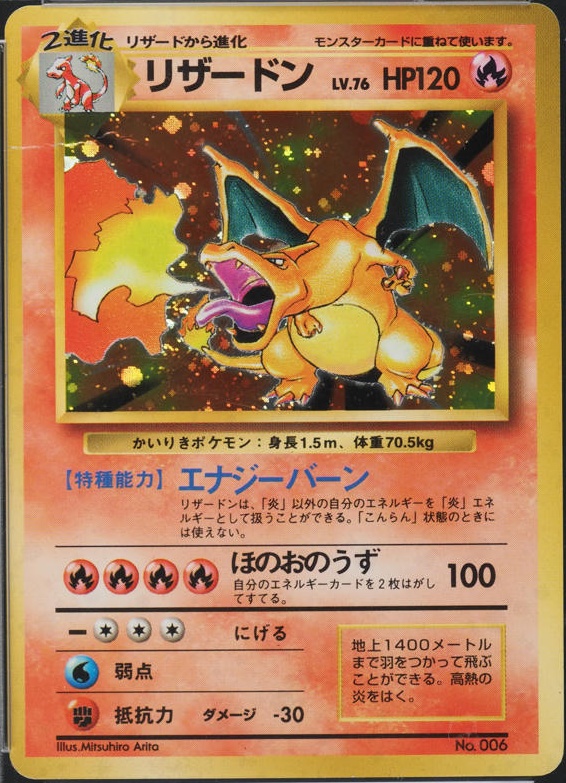 2進化 リザードから進化 モンスターカードに重ねて使います。
リザードン LV.76 HP120
かいりきポケモン：身長1.5m、体重70.5kg
【特種能力】 エナジーバーン
リザードンは、「炎」以外の自分のエネルギーを「炎」エネ
ルギーとして扱うことができる。「こんらん」状態のときに
は使えない。
ほのおのうず 100
自分のエネルギーカードを2枚はがし
てすてる。
にげる
弱点
抵抗力 ダメージ -30
地上1400メートル
まで羽をつかって飛ぶ
ことができる。高熱の
炎をはく。
Illus.Mitsuhiro Arita No.006